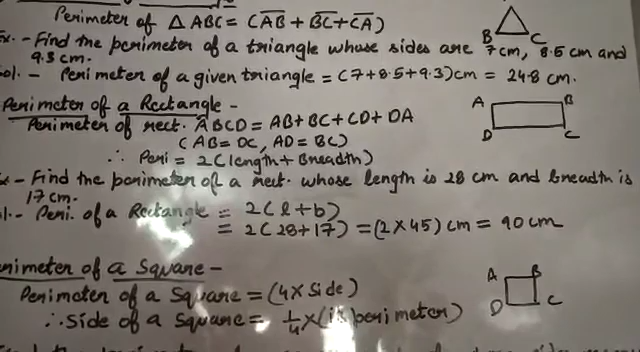 Perimeter of △ ABC = (AB + BC + CA)
A
B C
Ex. - Find the perimeter of a triangle whose sides are 7cm, 8.5 cm and
9.3 cm.
Sol. - Perimeter of a given triangle = (7+8.5+9.3)cm = 24.8 cm.
Perimeter of a Rectangle -
Perimeter of rect. ABCD = AB+BC+CD+DA
(AB=DC, AD=BC)
∴ Peri = 2(length+Breadth)
A B
D C
Ex - Find the perimeter of a rect. whose length is 28 cm and breadth is
17 cm.
Sol. - Peri. of a Rectangle = 2(l+b)
= 2(28+17) = (2×45) cm = 90 cm
Perimeter of a Square -
Perimeter of a Square = (4×Side)
∴ Side of a Square = 1/4 × (its perimeter)
A B
D C